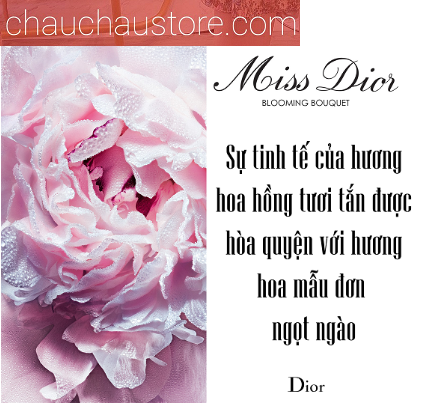 chauchaustore.com
Miss Dior
BLOOMING BOUQUET
Sự tinh tế của hương
hoa hồng tươi tắn được
hòa quyện với hương
hoa mẫu đơn
ngọt ngào
Dior